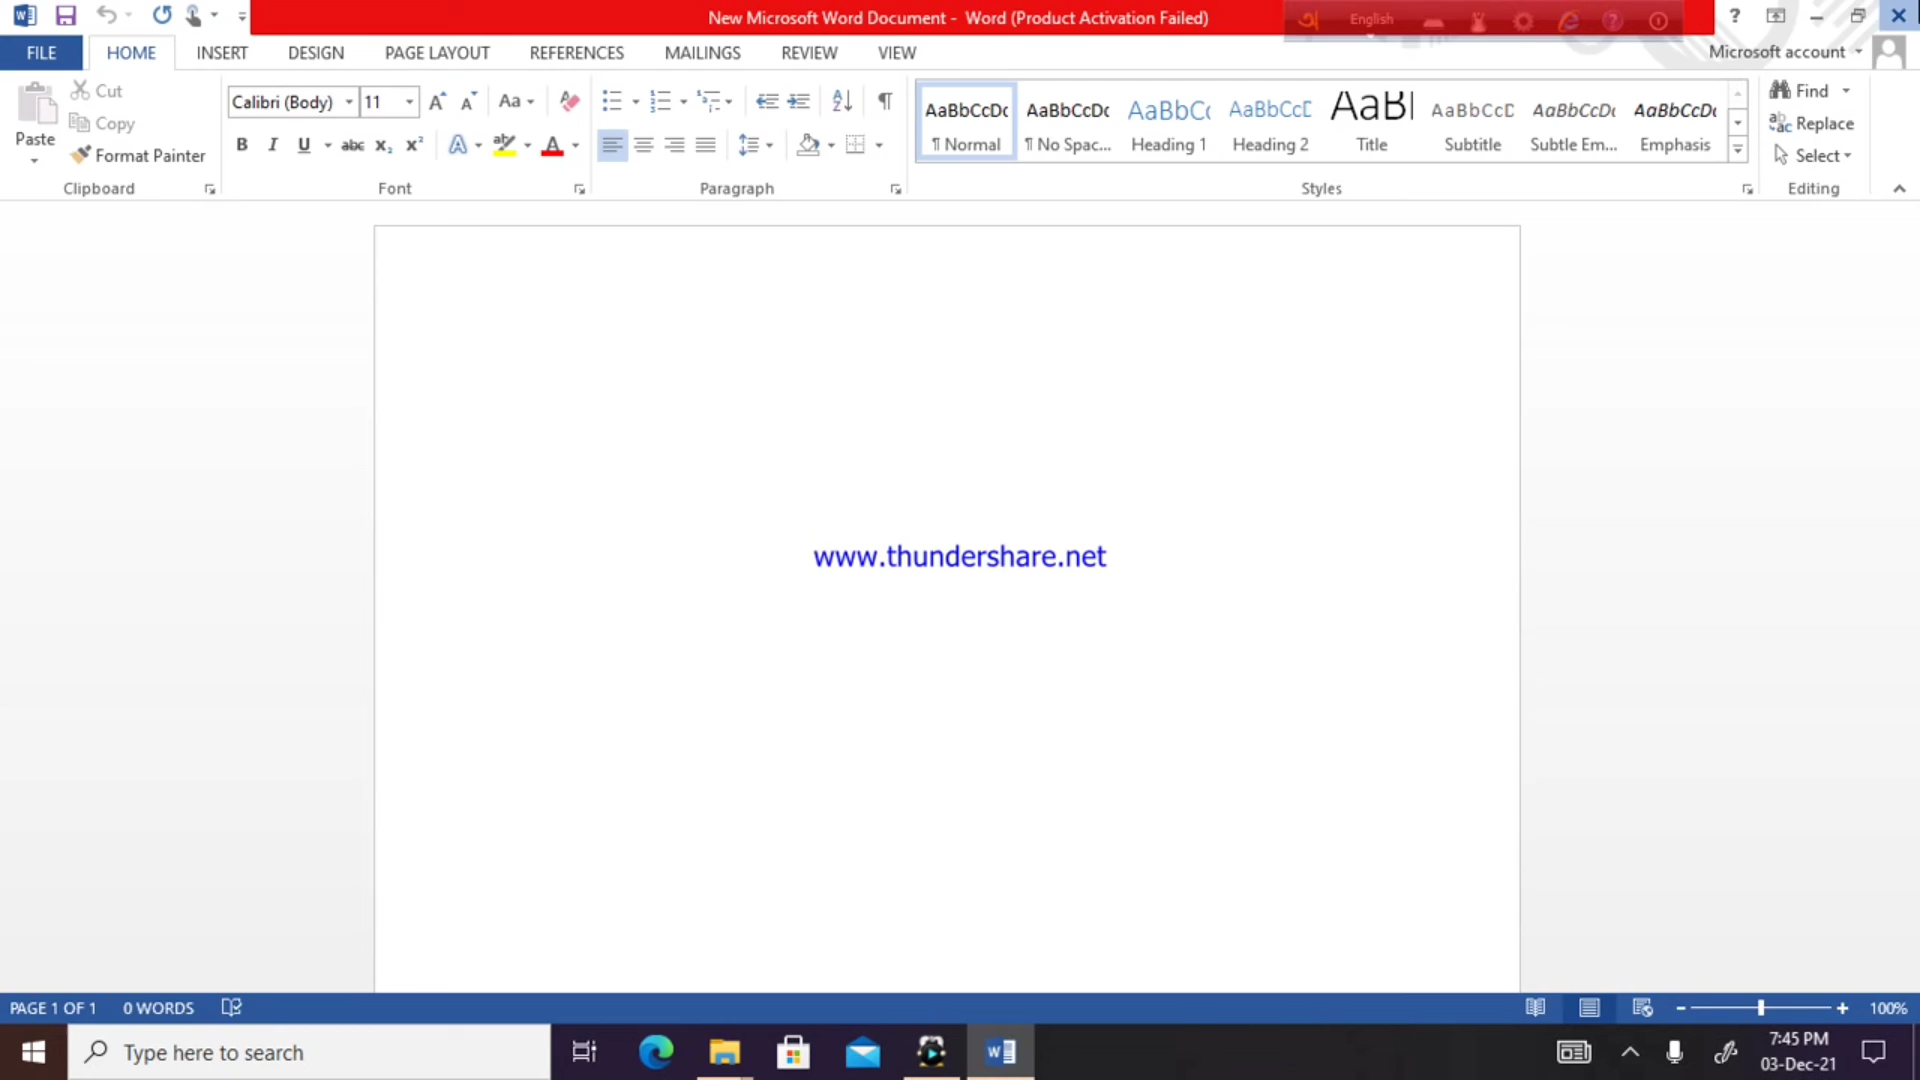 New Microsoft Word Document - Word (Product Activation Failed)
English
?
FILE HOME INSERT DESIGN PAGE LAYOUT REFERENCES MAILINGS REVIEW VIEW
Microsoft account
Paste
Cut
Copy
Format Painter
Clipboard
Calibri (Body) 11
Aa
B I U abc x₂ x²
A
Font
Paragraph
AaBbCcDc AaBbCcDc AaBbCc AaBbCcD AaBl AaBbCcD AaBbCcDc AaBbCcDc
¶ Normal ¶ No Spac... Heading 1 Heading 2 Title Subtitle Subtle Em... Emphasis
Styles
Find
Replace
Select
Editing
www.thundershare.net
PAGE 1 OF 1 0 WORDS
100%
Type here to search
7:45 PM
03-Dec-21